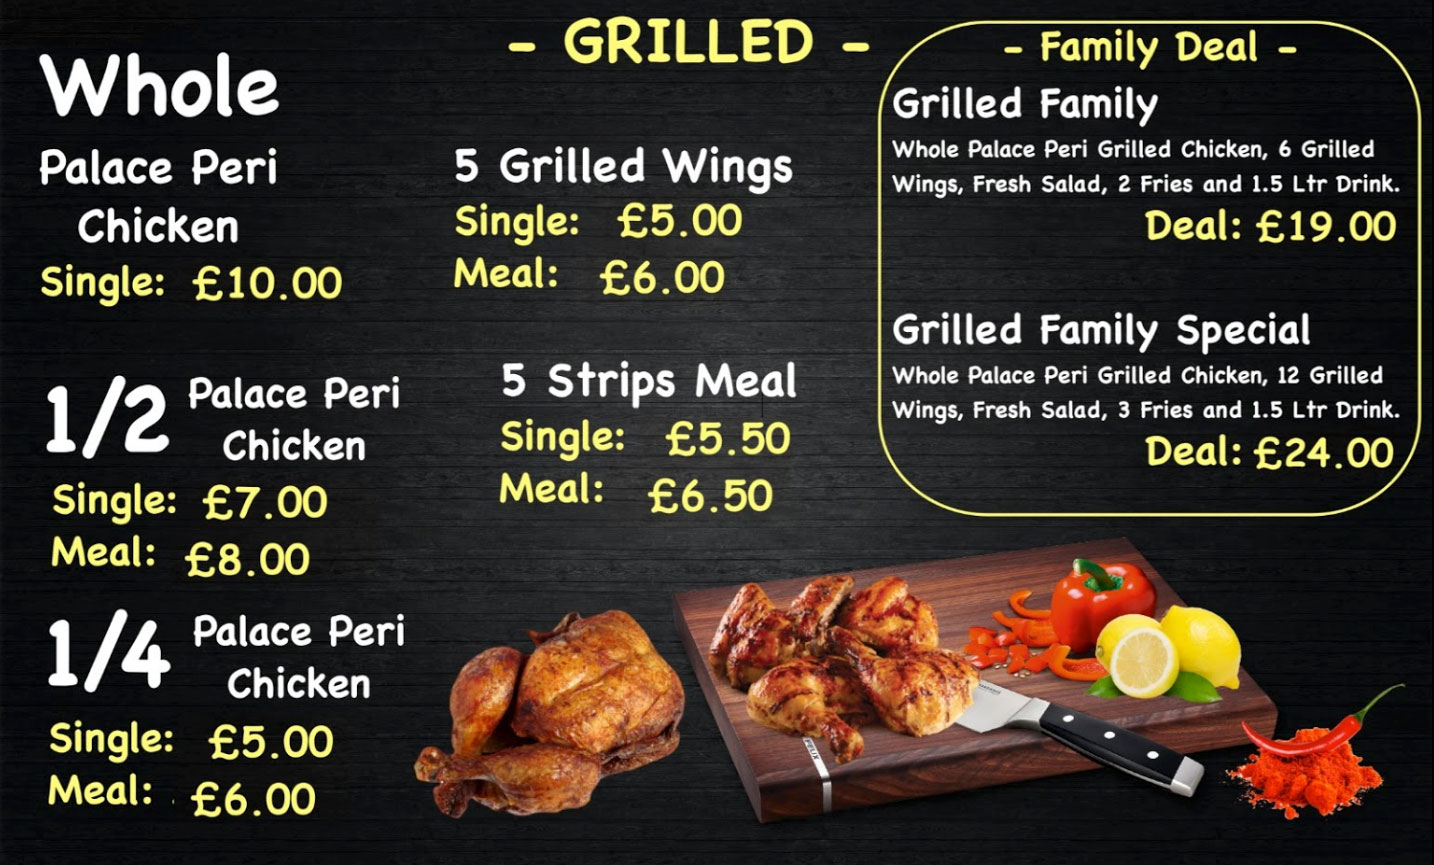 - GRILLED -
Whole
Palace Peri
Chicken
Single: £10.00
1/2 Palace Peri
Chicken
Single: £7.00
Meal: £8.00
1/4 Palace Peri
Chicken
Single: £5.00
Meal: £6.00
5 Grilled Wings
Single: £5.00
Meal: £6.00
5 Strips Meal
Single: £5.50
Meal: £6.50
- Family Deal -
Grilled Family
Whole Palace Peri Grilled Chicken, 6 Grilled
Wings, Fresh Salad, 2 Fries and 1.5 Ltr Drink.
Deal: £19.00
Grilled Family Special
Whole Palace Peri Grilled Chicken, 12 Grilled
Wings, Fresh Salad, 3 Fries and 1.5 Ltr Drink.
Deal: £24.00